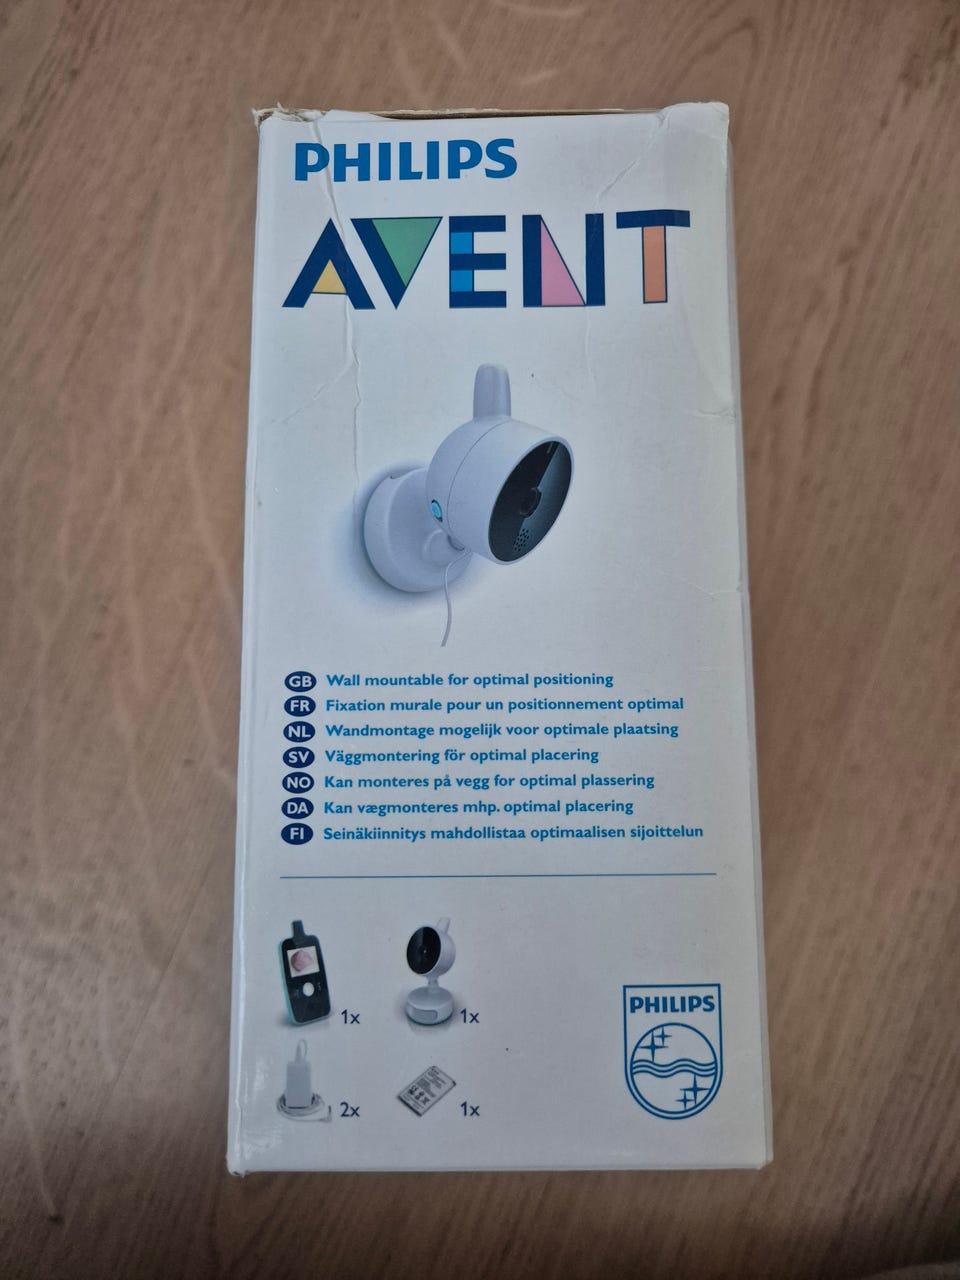 PHILIPS
AVENT
GB Wall mountable for optimal positioning
FR Fixation murale pour un positionnement optimal
NL Wandmontage mogelijk voor optimale plaatsing
SV Väggmontering för optimal placering
NO Kan monteres på vegg for optimal plassering
DA Kan vægmonteres mhp. optimal placering
FI Seinäkiinnitys mahdollistaa optimaalisen sijoittelun
1x
1x
2x
1x
PHILIPS